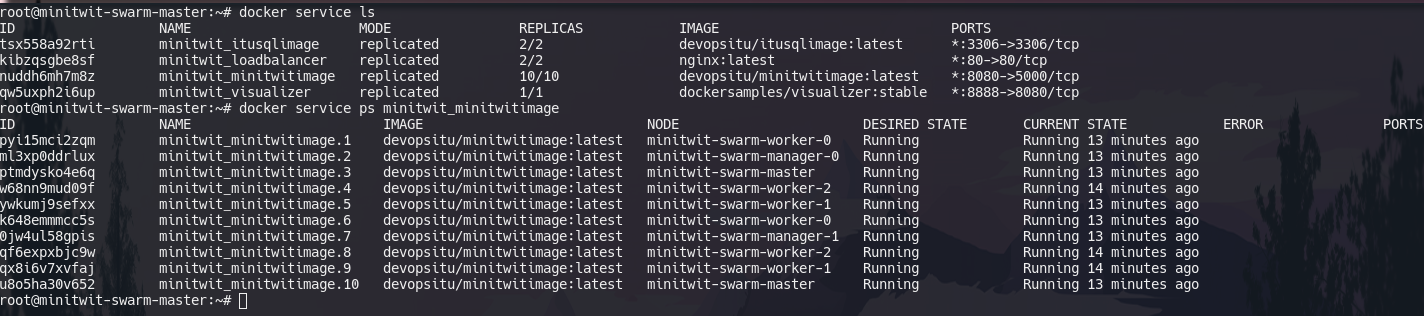 root@minitwit-swarm-master:~# docker service ls
ID                  NAME                     MODE                REPLICAS            IMAGE                             PORTS
tsx558a92rti        minitwit_itusqlimage     replicated          2/2                 devopsitu/itusqlimage:latest      *:3306->3306/tcp
kibzqsgbe8sf        minitwit_loadbalancer    replicated          2/2                 nginx:latest                      *:80->80/tcp
nuddh6mh7m8z        minitwit_minitwitimage   replicated          10/10               devopsitu/minitwitimage:latest    *:8080->5000/tcp
qw5uxph2i6up        minitwit_visualizer      replicated          1/1                 dockersamples/visualizer:stable   *:8888->8080/tcp
root@minitwit-swarm-master:~# docker service ps minitwit_minitwitimage
ID                  NAME                        IMAGE                            NODE                       DESIRED STATE       CURRENT STATE            ERROR               PORTS
pyi15mci2zqm        minitwit_minitwitimage.1    devopsitu/minitwitimage:latest   minitwit-swarm-worker-0    Running             Running 13 minutes ago
ml3xp0ddrlux        minitwit_minitwitimage.2    devopsitu/minitwitimage:latest   minitwit-swarm-manager-0   Running             Running 13 minutes ago
ptmdysko4e6q        minitwit_minitwitimage.3    devopsitu/minitwitimage:latest   minitwit-swarm-master      Running             Running 13 minutes ago
w68nn9mud09f        minitwit_minitwitimage.4    devopsitu/minitwitimage:latest   minitwit-swarm-worker-2    Running             Running 14 minutes ago
ywkumj9sefxx        minitwit_minitwitimage.5    devopsitu/minitwitimage:latest   minitwit-swarm-worker-1    Running             Running 13 minutes ago
k648emmmcc5s        minitwit_minitwitimage.6    devopsitu/minitwitimage:latest   minitwit-swarm-worker-0    Running             Running 13 minutes ago
0jw4ul58gpis        minitwit_minitwitimage.7    devopsitu/minitwitimage:latest   minitwit-swarm-manager-1   Running             Running 13 minutes ago
qf6expxbjc9w        minitwit_minitwitimage.8    devopsitu/minitwitimage:latest   minitwit-swarm-worker-2    Running             Running 14 minutes ago
qx8i6v7xvfaj        minitwit_minitwitimage.9    devopsitu/minitwitimage:latest   minitwit-swarm-worker-1    Running             Running 14 minutes ago
u8o5ha30v652        minitwit_minitwitimage.10   devopsitu/minitwitimage:latest   minitwit-swarm-master      Running             Running 13 minutes ago
root@minitwit-swarm-master:~#